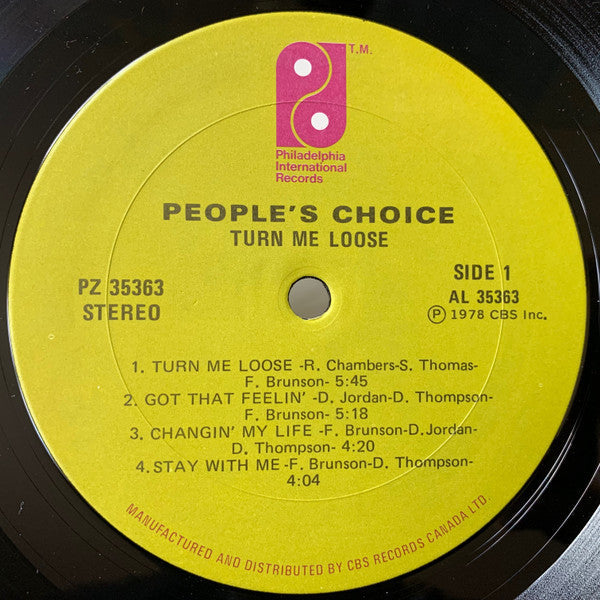 T.M.
Philadelphia
International
Records
PEOPLE'S CHOICE
TURN ME LOOSE
PZ 35363
STEREO
SIDE 1
AL 35363
Ⓟ 1978 CBS Inc.
1. TURN ME LOOSE -R. Chambers-S. Thomas-
F. Brunson- 5:45
2. GOT THAT FEELIN' -D. Jordan-D. Thompson-
F. Brunson- 5:18
3. CHANGIN' MY LIFE -F. Brunson-D.Jordan-
D. Thompson- 4:20
4. STAY WITH ME -F. Brunson-D. Thompson-
4:04
MANUFACTURED AND DISTRIBUTED BY CBS RECORDS CANADA LTD.